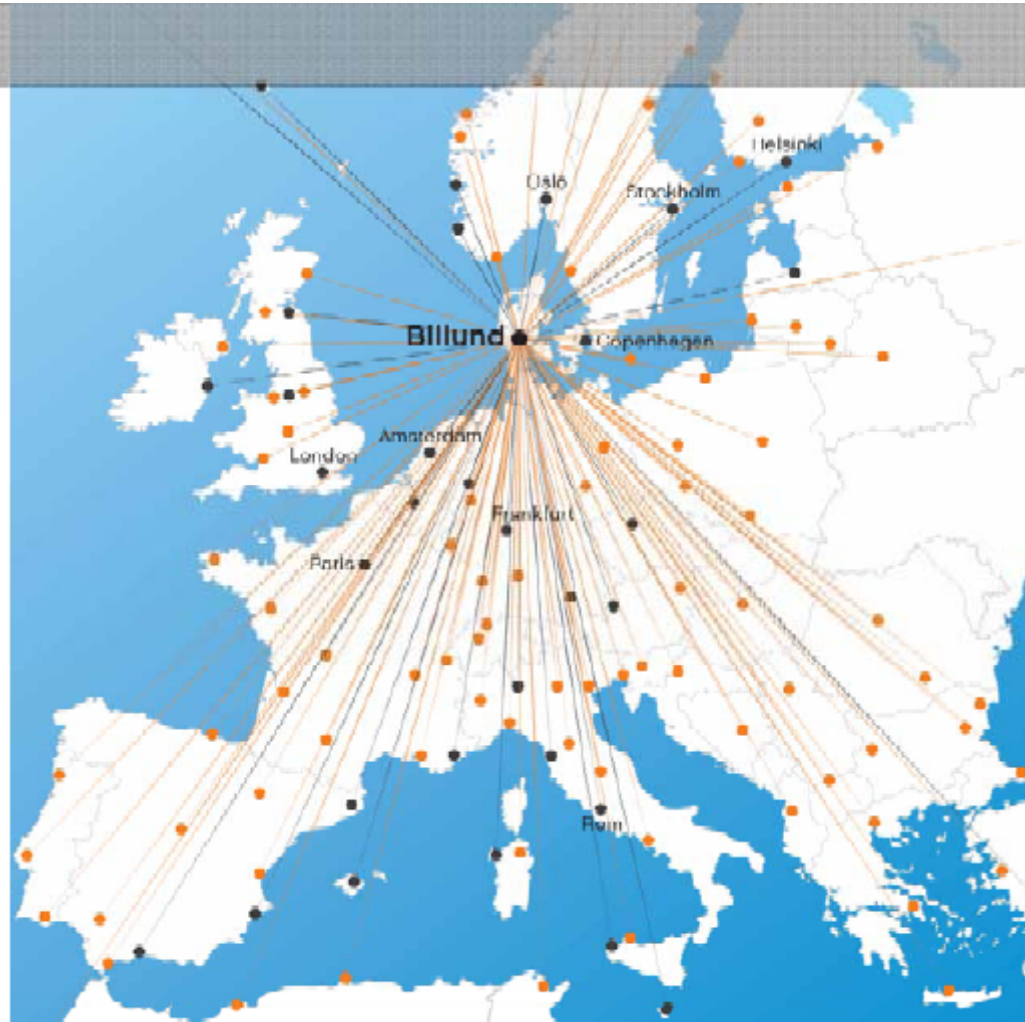 Helsinki
Oslo
Stockholm
Billund
Copenhagen
Amsterdam
London
Frankfurt
Paris
Rom